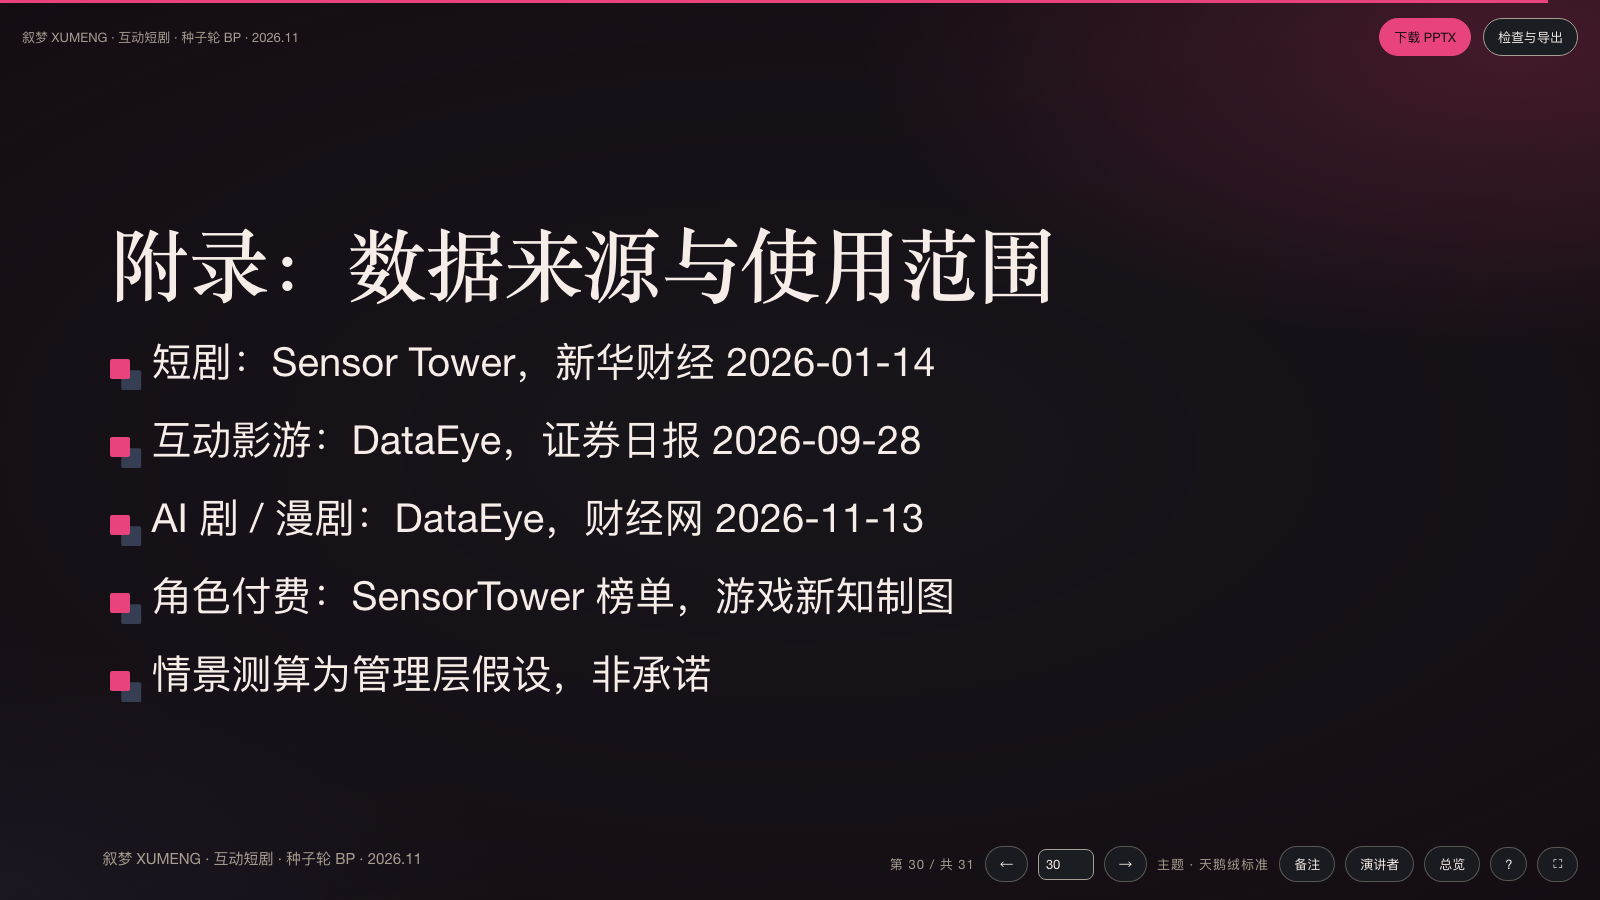 叙梦 XUMENG · 互动短剧 · 种子轮 BP · 2026.11
下载 PPTX
检查与导出
附录：数据来源与使用范围
短剧：Sensor Tower，新华财经 2026-01-14
互动影游：DataEye，证券日报 2026-09-28
AI 剧 / 漫剧：DataEye，财经网 2026-11-13
角色付费：SensorTower 榜单，游戏新知制图
情景测算为管理层假设，非承诺
叙梦 XUMENG · 互动短剧 · 种子轮 BP · 2026.11
第 30 / 共 31
←
30
→
主题 · 天鹅绒标准
备注
演讲者
总览
?